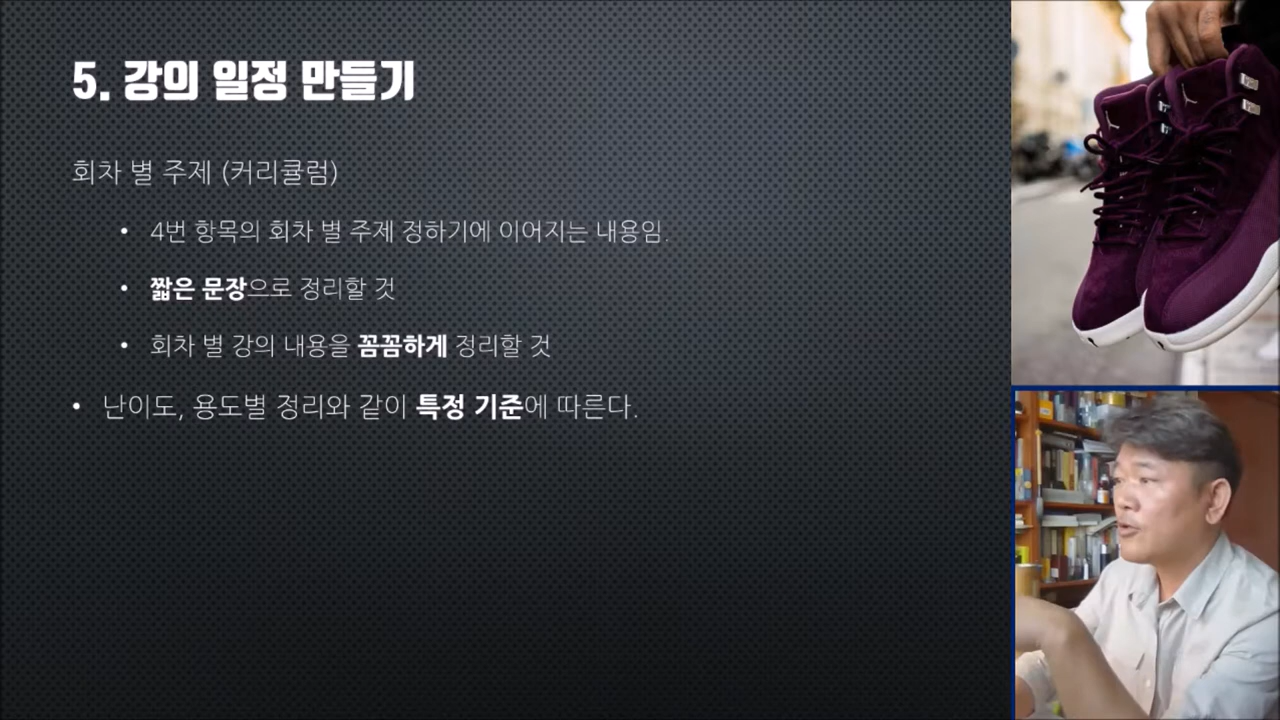 5. 강의 일정 만들기
회차 별 주제 (커리큘럼)
• 4번 항목의 회차 별 주제 정하기에 이어지는 내용임.
• 짧은 문장으로 정리할 것
• 회차 별 강의 내용을 꼼꼼하게 정리할 것
• 난이도, 용도별 정리와 같이 특정 기준에 따른다.